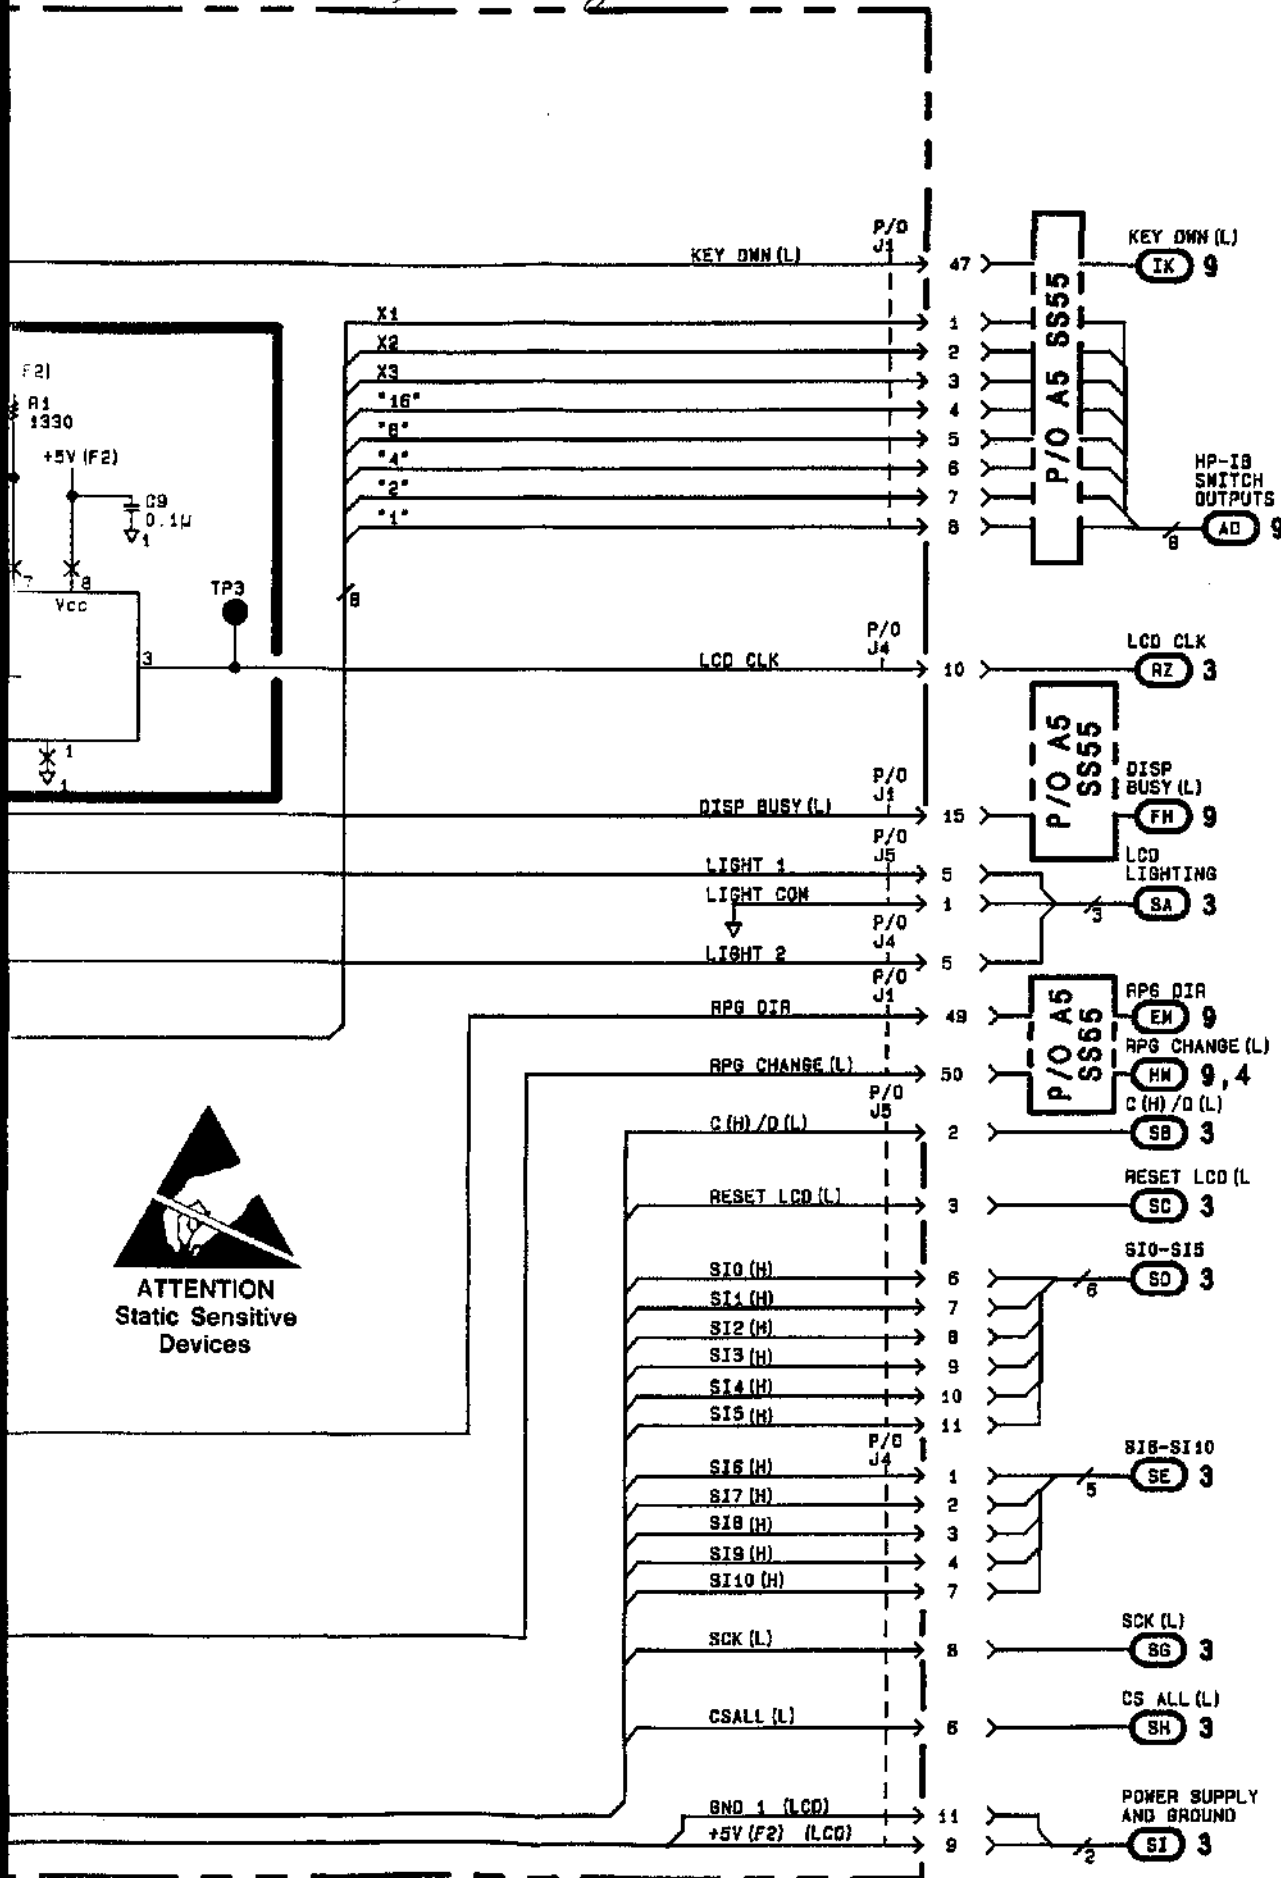 P/O
J1
KEY DWN (L)
KEY DWN (L)
47
IK 9
P/O A5 SS55
X1
1
X2
2
X3
3
F2)
"16"
4
R1
1330
"8"
5
+5V (F2)
"4"
6
HP-IB
SWITCH
OUTPUTS
"2"
7
C9
0.1µ
1
"1"
8
8
AD 9
7
8
Vcc
TP3
8
P/O
J4
LCD CLK
3
LCD CLK
10
RZ 3
P/O A5
SS55
1
1
P/O
J1
DISP
BUSY (L)
DISP BUSY (L)
15
FH 9
P/O
J5
LCD
LIGHTING
LIGHT 1
5
LIGHT COM
1
3
SA 3
P/O
J4
LIGHT 2
5
P/O
J1
P/O A5
SS55
RPG DIR
RPG DIR
49
EM 9
RPG CHANGE (L)
RPG CHANGE (L)
50
HW 9,4
P/O
J5
C (H) /D (L)
C (H) /D (L)
2
SB 3
RESET LCD (L
RESET LCD (L)
3
SC 3
ATTENTION
Static Sensitive
Devices
SI0-SI5
SI0 (H)
6
6
SD 3
SI1 (H)
7
SI2 (H)
8
SI3 (H)
9
SI4 (H)
10
SI5 (H)
11
P/O
J4
SI6-SI10
SI6 (H)
1
5
SE 3
SI7 (H)
2
SI8 (H)
3
SI9 (H)
4
SI10 (H)
7
SCK (L)
SCK (L)
8
SG 3
CS ALL (L)
CSALL (L)
6
SH 3
POWER SUPPLY
AND GROUND
GND 1 (LCD)
11
+5V (F2) (LCD)
9
2
SI 3